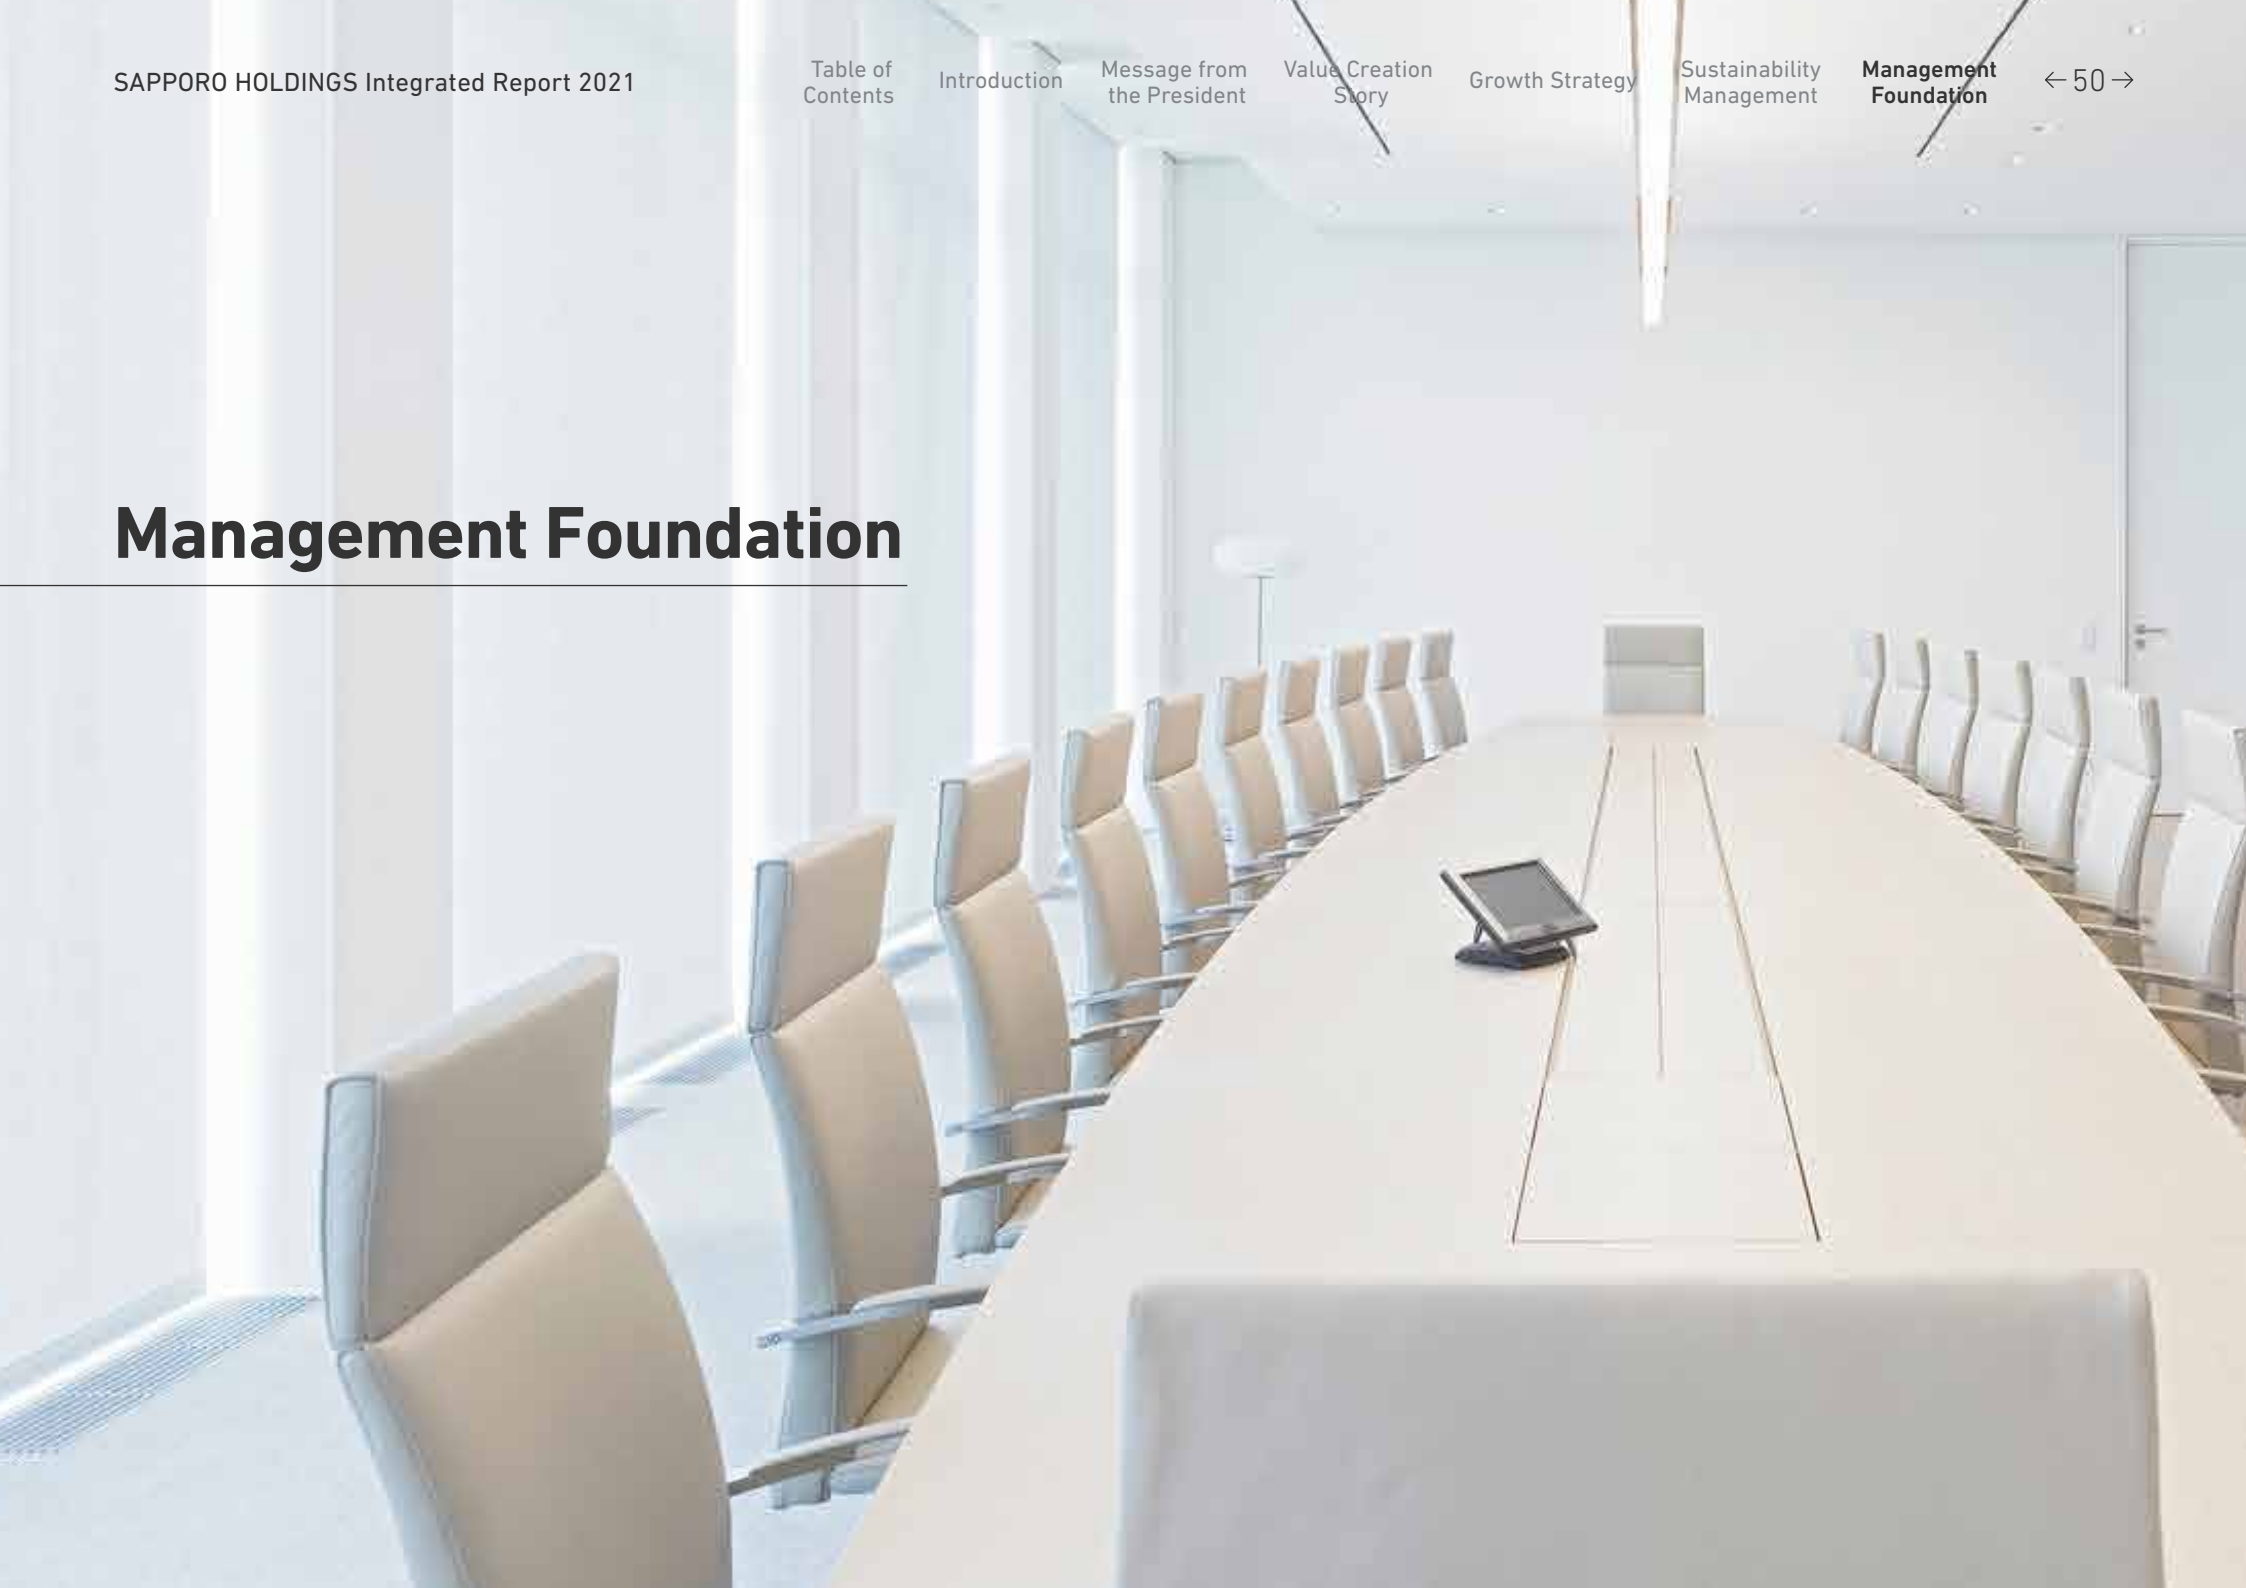 SAPPORO HOLDINGS Integrated Report 2021
Table of
Contents
Introduction
Message from
the President
Value Creation
Story
Growth Strategy
Sustainability
Management
Management
Foundation
← 50 →
Management Foundation